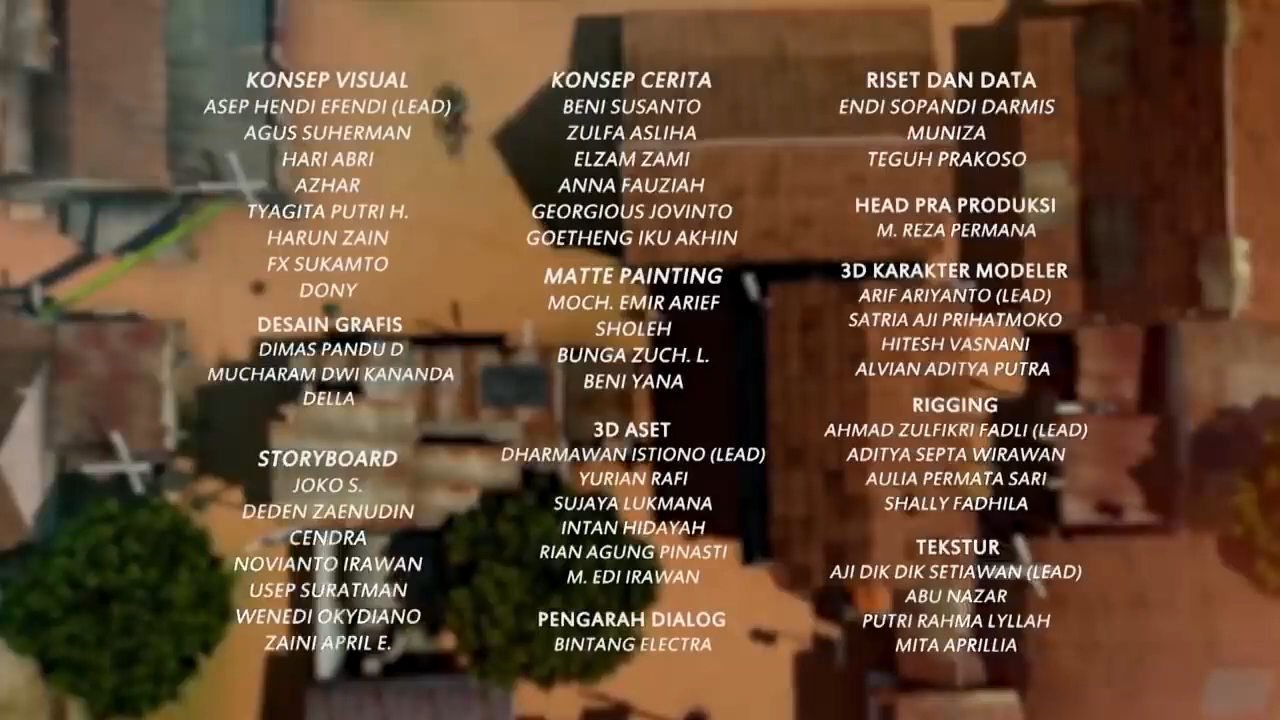 KONSEP VISUAL
ASEP HENDI EFENDI (LEAD)
AGUS SUHERMAN
HARI ABRI
AZHAR
TYAGITA PUTRI H.
HARUN ZAIN
FX SUKAMTO
DONY
DESAIN GRAFIS
DIMAS PANDU D
MUCHARAM DWI KANANDA
DELLA
STORYBOARD
JOKO S.
DEDEN ZAENUDIN
CENDRA
NOVIANTO IRAWAN
USEP SURATMAN
WENEDI OKYDIANO
ZAINI APRIL E.
KONSEP CERITA
BENI SUSANTO
ZULFA ASLIHA
ELZAM ZAMI
ANNA FAUZIAH
GEORGIOUS JOVINTO
GOETHENG IKU AKHIN
MATTE PAINTING
MOCH. EMIR ARIEF
SHOLEH
BUNGA ZUCH. L.
BENI YANA
3D ASET
DHARMAWAN ISTIONO (LEAD)
YURIAN RAFI
SUJAYA LUKMANA
INTAN HIDAYAH
RIAN AGUNG PINASTI
M. EDI IRAWAN
PENGARAH DIALOG
BINTANG ELECTRA
RISET DAN DATA
ENDI SOPANDI DARMIS
MUNIZA
TEGUH PRAKOSO
HEAD PRA PRODUKSI
M. REZA PERMANA
3D KARAKTER MODELER
ARIF ARIYANTO (LEAD)
SATRIA AJI PRIHATMOKO
HITESH VASNANI
ALVIAN ADITYA PUTRA
RIGGING
AHMAD ZULFIKRI FADLI (LEAD)
ADITYA SEPTA WIRAWAN
AULIA PERMATA SARI
SHALLY FADHILA
TEKSTUR
AJI DIK DIK SETIAWAN (LEAD)
ABU NAZAR
PUTRI RAHMA LYLLAH
MITA APRILLIA